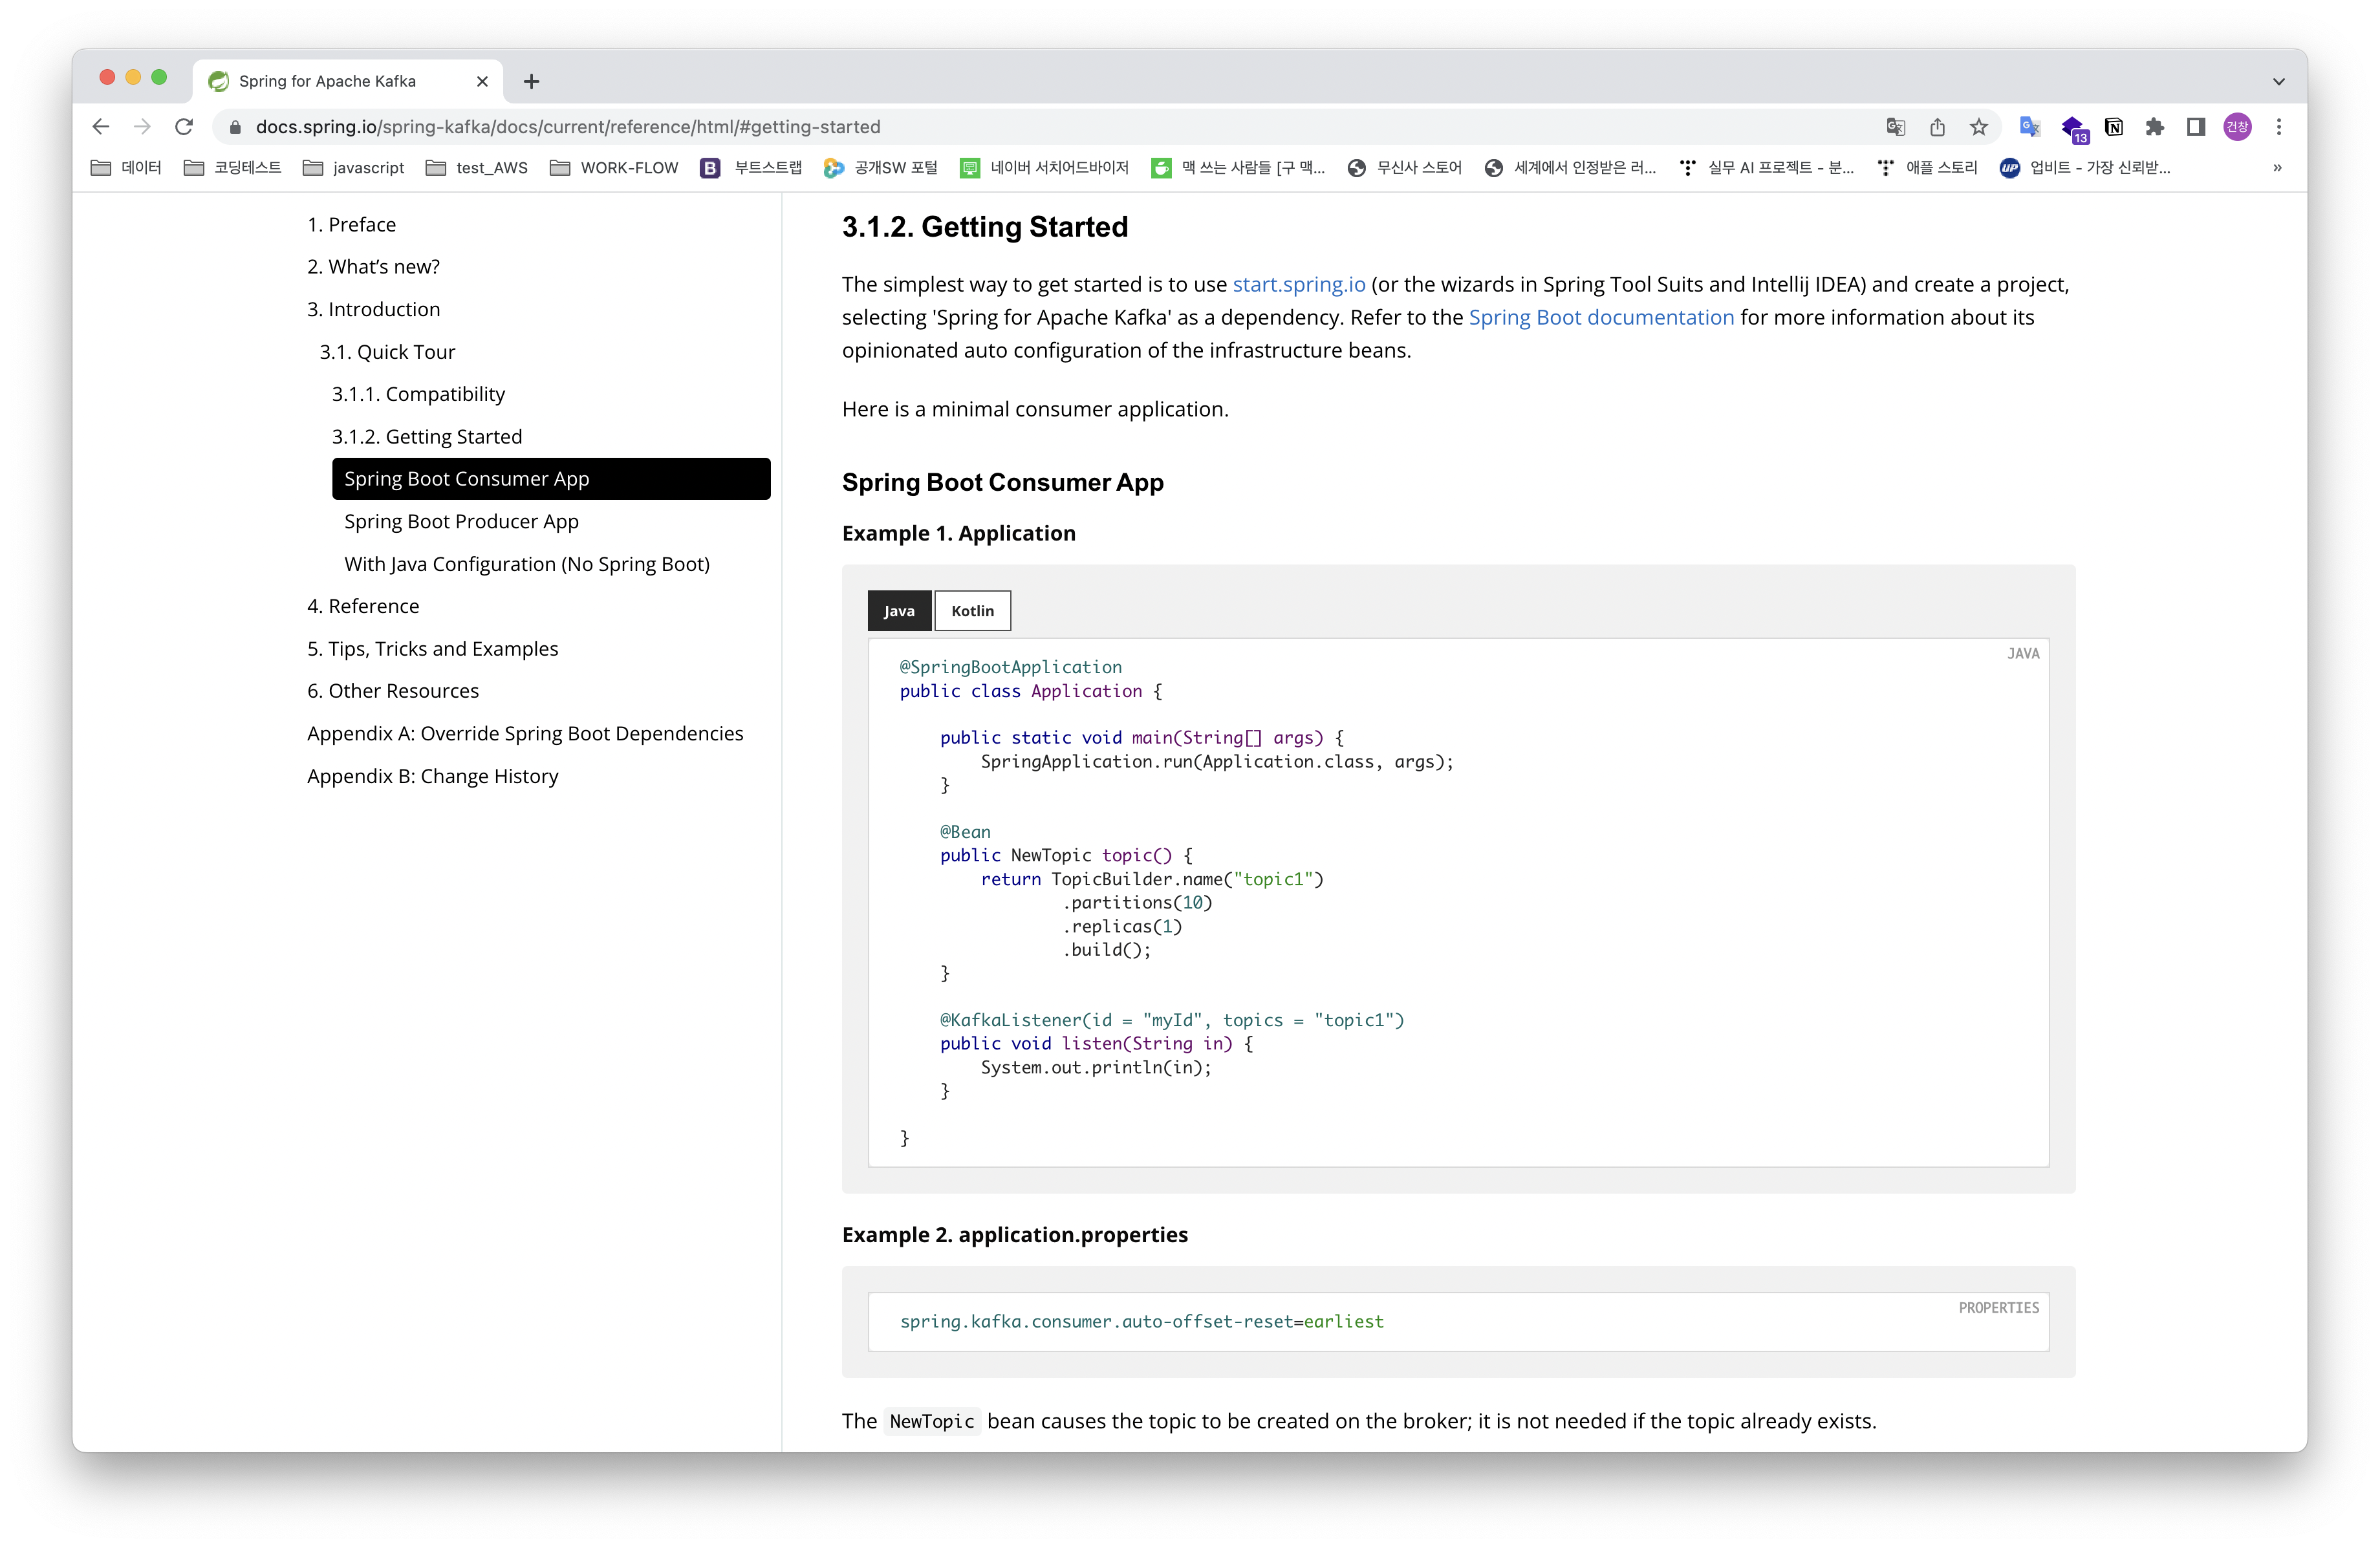 Spring for Apache Kafka
docs.spring.io/spring-kafka/docs/current/reference/html/#getting-started
13
건창
데이터
코딩테스트
javascript
test_AWS
WORK-FLOW
B 부트스트랩
공개SW 포털
네이버 서치어드바이저
맥 쓰는 사람들 [구 맥...
무신사 스토어
세계에서 인정받은 러...
실무 AI 프로젝트 - 분...
애플 스토리
UP 업비트 - 가장 신뢰받...
»
1. Preface
2. What’s new?
3. Introduction
3.1. Quick Tour
3.1.1. Compatibility
3.1.2. Getting Started
Spring Boot Consumer App
Spring Boot Producer App
With Java Configuration (No Spring Boot)
4. Reference
5. Tips, Tricks and Examples
6. Other Resources
Appendix A: Override Spring Boot Dependencies
Appendix B: Change History
3.1.2. Getting Started
The simplest way to get started is to use start.spring.io (or the wizards in Spring Tool Suits and Intellij IDEA) and create a project,
selecting 'Spring for Apache Kafka' as a dependency. Refer to the Spring Boot documentation for more information about its
opinionated auto configuration of the infrastructure beans.
Here is a minimal consumer application.
Spring Boot Consumer App
Example 1. Application
Java
Kotlin
JAVA
@SpringBootApplication
public class Application {
    public static void main(String[] args) {
        SpringApplication.run(Application.class, args);
    }
    @Bean
    public NewTopic topic() {
        return TopicBuilder.name("topic1")
                .partitions(10)
                .replicas(1)
                .build();
    }
    @KafkaListener(id = "myId", topics = "topic1")
    public void listen(String in) {
        System.out.println(in);
    }
}
Example 2. application.properties
PROPERTIES
spring.kafka.consumer.auto-offset-reset=earliest
The NewTopic bean causes the topic to be created on the broker; it is not needed if the topic already exists.